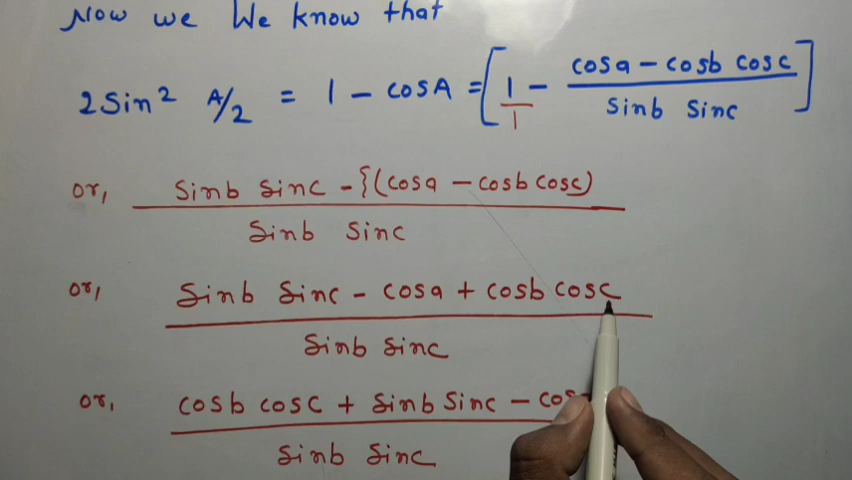 Now we We know that
2Sin² A/2 = 1 - cosA = [1/1 - (cosa - cosb cosc)/(sinb sinc)]
or, sinb sinc - {(cosa - cosb cosc)
sinb sinc
or, sinb sinc - cosa + cosb cosc
sinb sinc
or, cosb cosc + sinb sinc - cos
sinb sinc